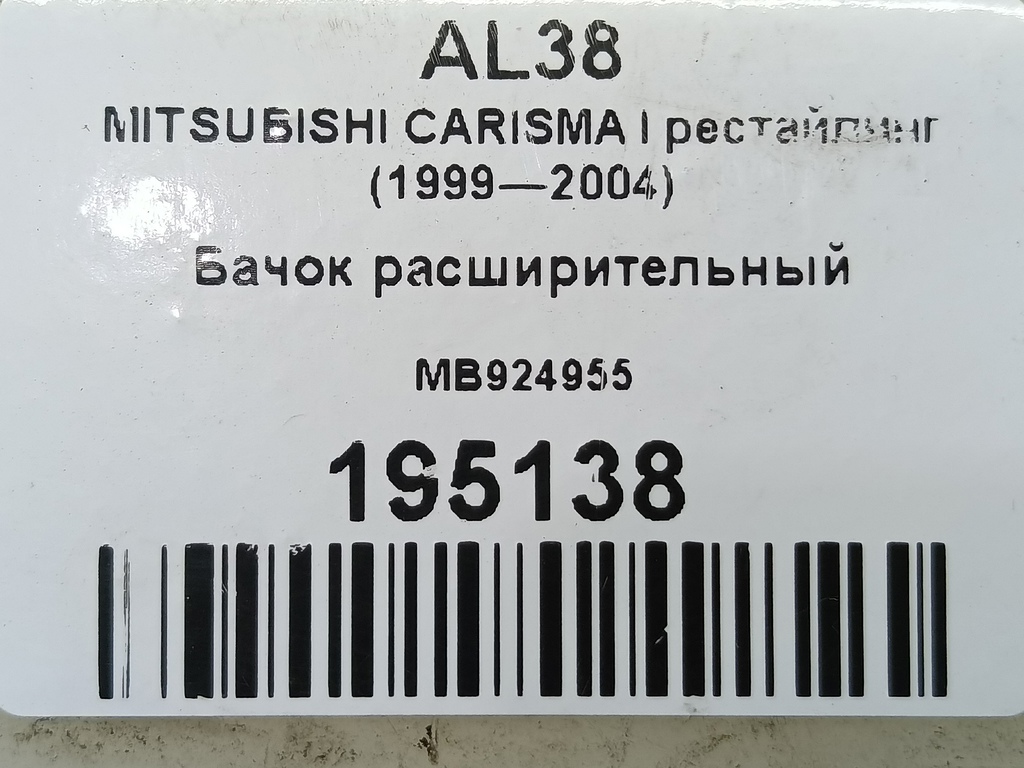 AL38
MITSUBISHI CARISMA I рестайлинг
(1999—2004)
Бачок расширительный
MB924955
195138